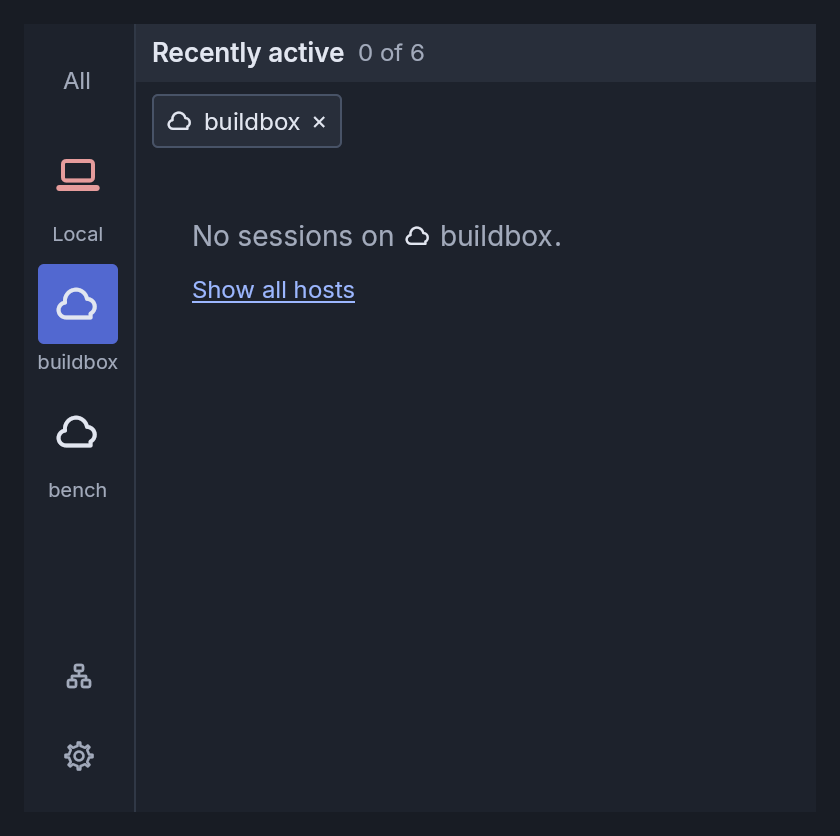 All
Local
buildbox
bench
Recently active 0 of 6
buildbox ×
No sessions on buildbox.
Show all hosts